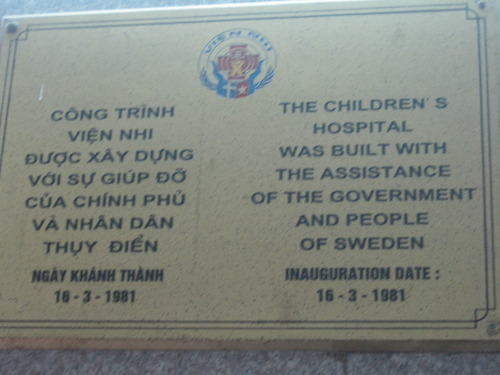 VIỆN NHI
CÔNG TRÌNH
VIỆN NHI
ĐƯỢC XÂY DỰNG
VỚI SỰ GIÚP ĐỠ
CỦA CHÍNH PHỦ
VÀ NHÂN DÂN
THỤY ĐIỂN
NGÀY KHÁNH THÀNH
16 - 3 - 1981
THE CHILDREN'S
HOSPITAL
WAS BUILT WITH
THE ASSISTANCE
OF THE GOVERNMENT
AND PEOPLE
OF SWEDEN
INAUGURATION DATE :
16 - 3 - 1981